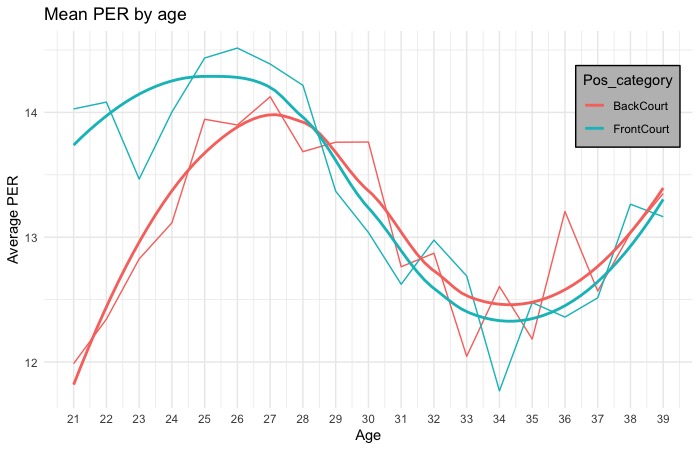 Mean PER by age
Average PER
14
13
12
Pos_category
BackCourt
FrontCourt
21 22 23 24 25 26 27 28 29 30 31 32 33 34 35 36 37 38 39
Age